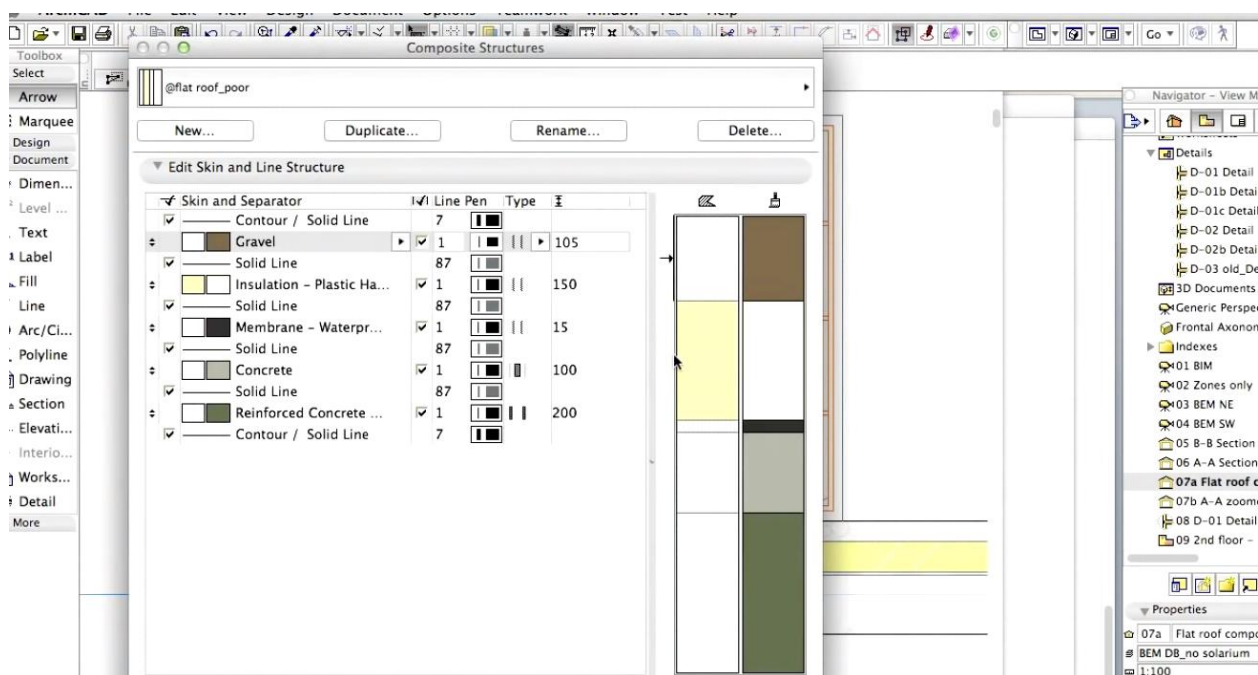 ArchiCAD File Edit View Design Document Options Teamwork Window Test Help
Go
Toolbox
Select
Arrow
Marquee
Design
Document
Dimen...
Level ...
Text
Label
Fill
Line
Arc/Ci...
Polyline
Drawing
Section
Elevati...
Interio...
Works...
Detail
More
Composite Structures
@flat roof_poor
New... Duplicate... Rename... Delete...
Edit Skin and Line Structure
Skin and Separator Line Pen Type
Contour / Solid Line 7
Gravel 1 105
Solid Line 87
Insulation - Plastic Ha... 1 150
Solid Line 87
Membrane - Waterpr... 1 15
Solid Line 87
Concrete 1 100
Solid Line 87
Reinforced Concrete ... 1 200
Contour / Solid Line 7
Navigator - View M
Details
D-01 Detail
D-01b Detai
D-01c Detail
D-02 Detail
D-02b Detai
D-03 old_De
3D Documents
Generic Perspe
Frontal Axonon
Indexes
01 BIM
02 Zones only
03 BEM NE
04 BEM SW
05 B-B Section
06 A-A Section
07a Flat roof c
07b A-A zoome
08 D-01 Detail
09 2nd floor -
Properties
07a Flat roof compo
BEM DB_no solarium
1:100